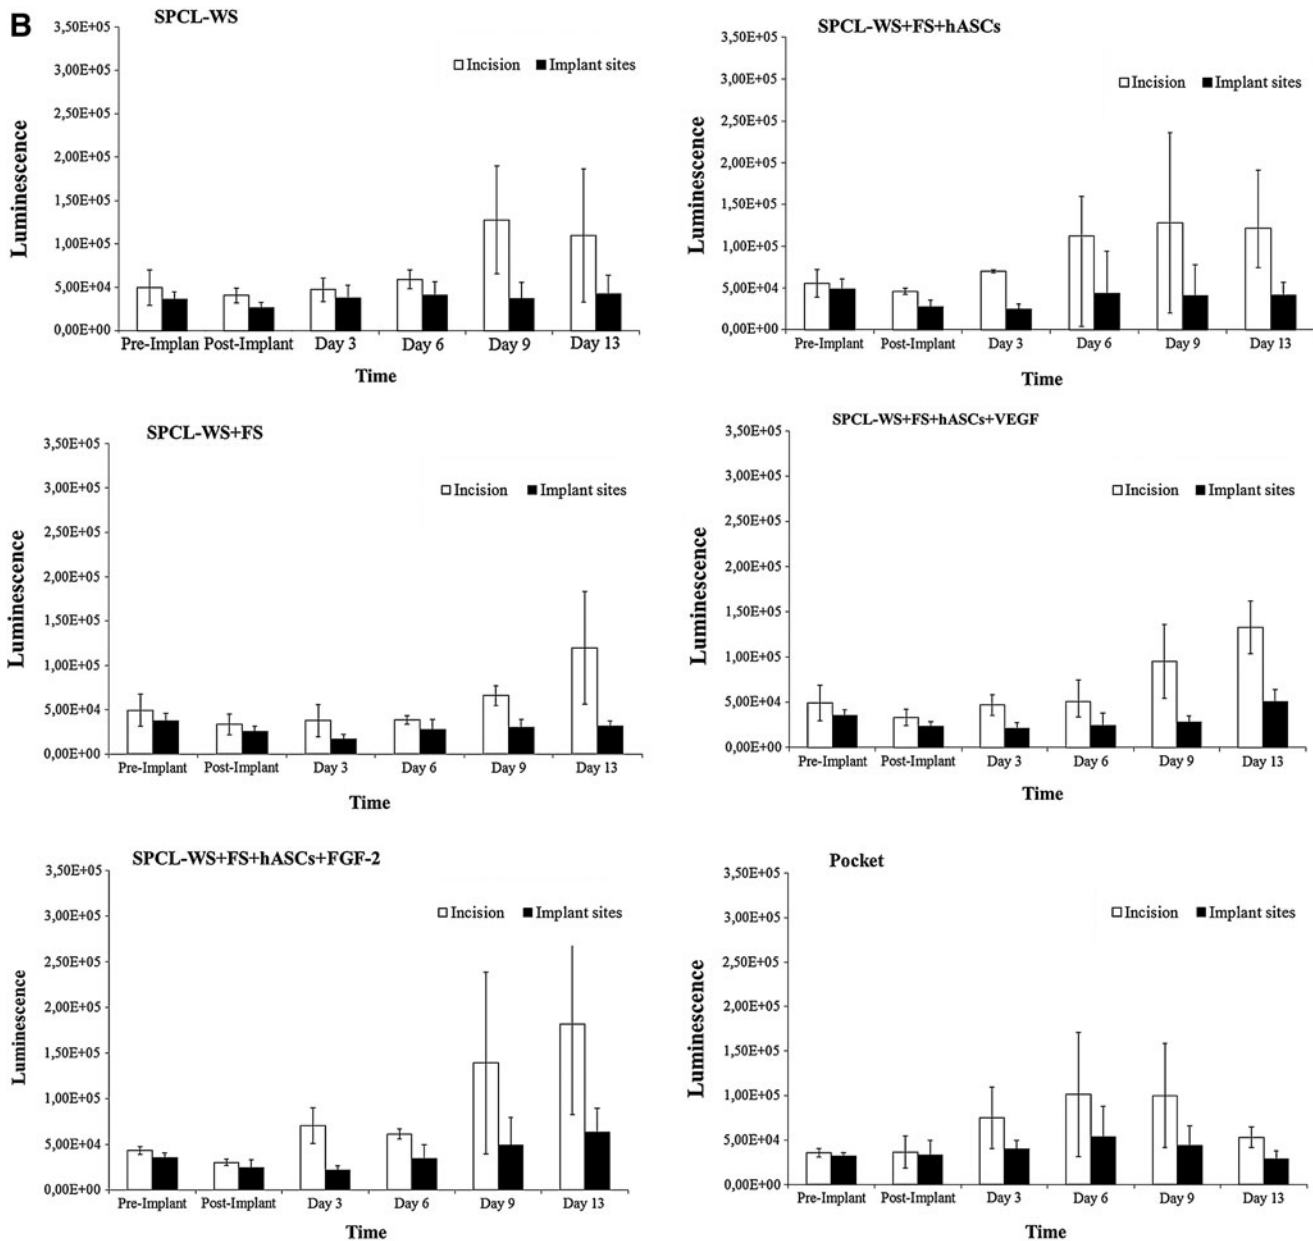 B
SPCL-WS
3,50E+05
3,00E+05
2,50E+05
2,00E+05
1,50E+05
1,00E+05
5,00E+04
0,00E+00
Luminescence
Incision Implant sites
Pre-Implan Post-Implant Day 3 Day 6 Day 9 Day 13
Time
SPCL-WS+FS+hASCs
3,50E+05
3,00E+05
2,50E+05
2,00E+05
1,50E+05
1,00E+05
5,00E+04
0,00E+00
Luminescence
Incision Implant sites
Pre-Implant Post-Implant Day 3 Day 6 Day 9 Day 13
Time
SPCL-WS+FS
3,50E+05
3,00E+05
2,50E+05
2,00E+05
1,50E+05
1,00E+05
5,00E+04
0,00E+00
Luminescence
Incision Implant sites
Pre-Implant Post-Implant Day 3 Day 6 Day 9 Day 13
Time
SPCL-WS+FS+hASCs+VEGF
3,50E+05
3,00E+05
2,50E+05
2,00E+05
1,50E+05
1,00E+05
5,00E+04
0,00E+00
Luminescence
Incision Implant sites
Pre-Implant Post-Implant Day 3 Day 6 Day 9 Day 13
Time
SPCL-WS+FS+hASCs+FGF-2
3,50E+05
3,00E+05
2,50E+05
2,00E+05
1,50E+05
1,00E+05
5,00E+04
0,00E+00
Luminescence
Incision Implant sites
Pre-Implant Post-Implant Day 3 Day 6 Day 9 Day 13
Time
Pocket
3,50E+05
3,00E+05
2,50E+05
2,00E+05
1,50E+05
1,00E+05
5,00E+04
0,00E+00
Luminescence
Incision Implant sites
Pre-Implant Post-Implant Day 3 Day 6 Day 9 Day 13
Time